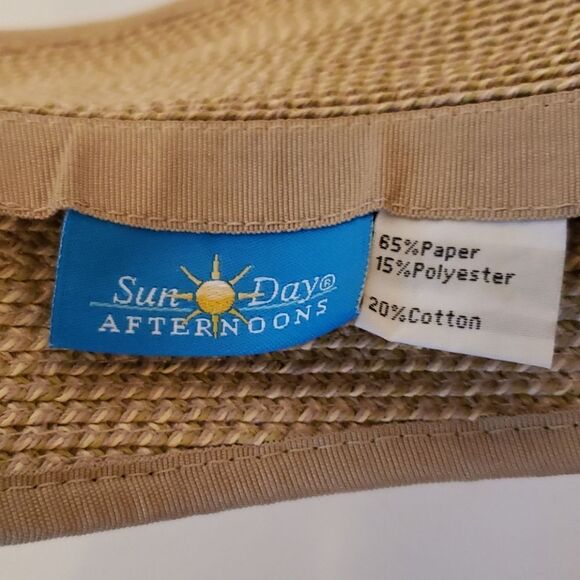 Sun Day®
AFTERNOONS
65%Paper
15%Polyester
20%Cotton